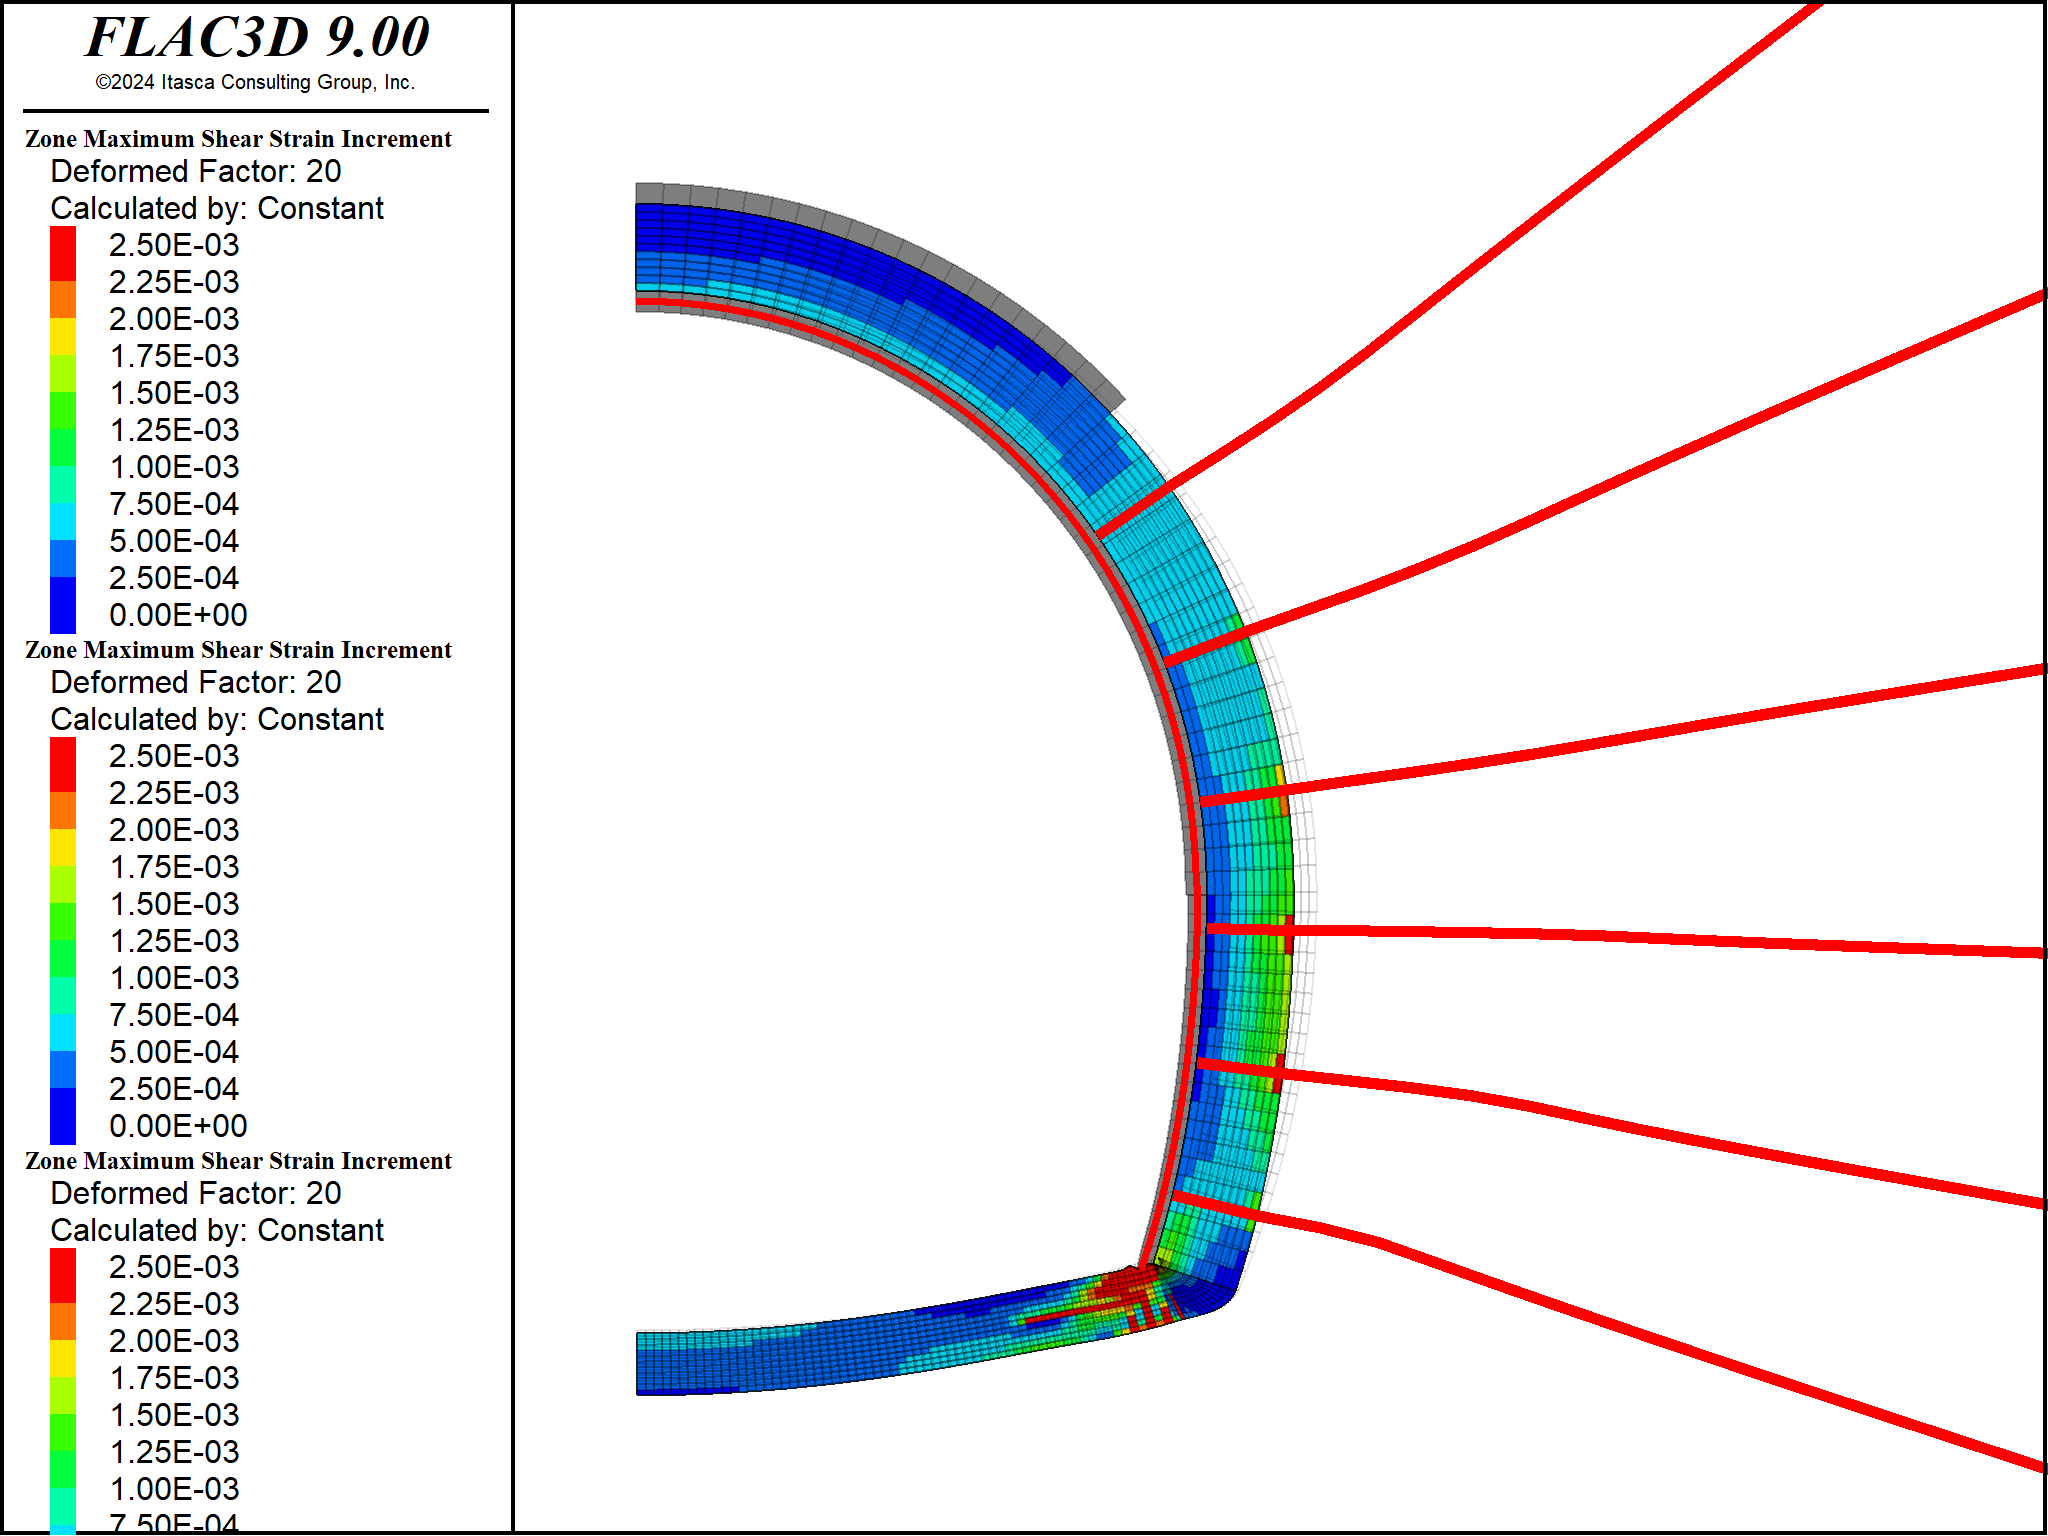 FLAC3D 9.00
©2024 Itasca Consulting Group, Inc.
Zone Maximum Shear Strain Increment
Deformed Factor: 20
Calculated by: Constant
2.50E-03
2.25E-03
2.00E-03
1.75E-03
1.50E-03
1.25E-03
1.00E-03
7.50E-04
5.00E-04
2.50E-04
0.00E+00
Zone Maximum Shear Strain Increment
Deformed Factor: 20
Calculated by: Constant
2.50E-03
2.25E-03
2.00E-03
1.75E-03
1.50E-03
1.25E-03
1.00E-03
7.50E-04
5.00E-04
2.50E-04
0.00E+00
Zone Maximum Shear Strain Increment
Deformed Factor: 20
Calculated by: Constant
2.50E-03
2.25E-03
2.00E-03
1.75E-03
1.50E-03
1.25E-03
1.00E-03
7.50E-04